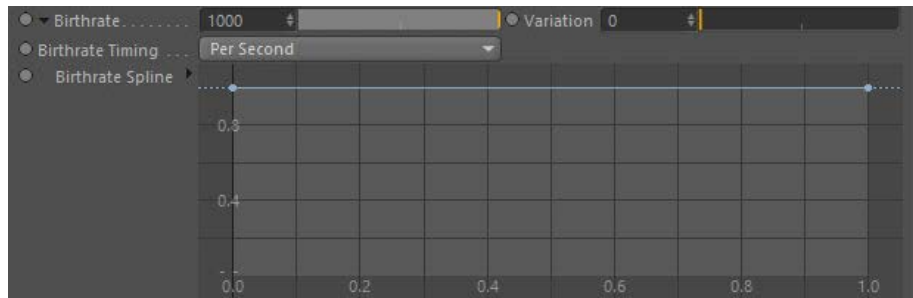 Birthrate........ 1000 Variation 0
Birthrate Timing ... Per Second
Birthrate Spline
0.8
0.4
0.0 0.2 0.4 0.6 0.8 1.0